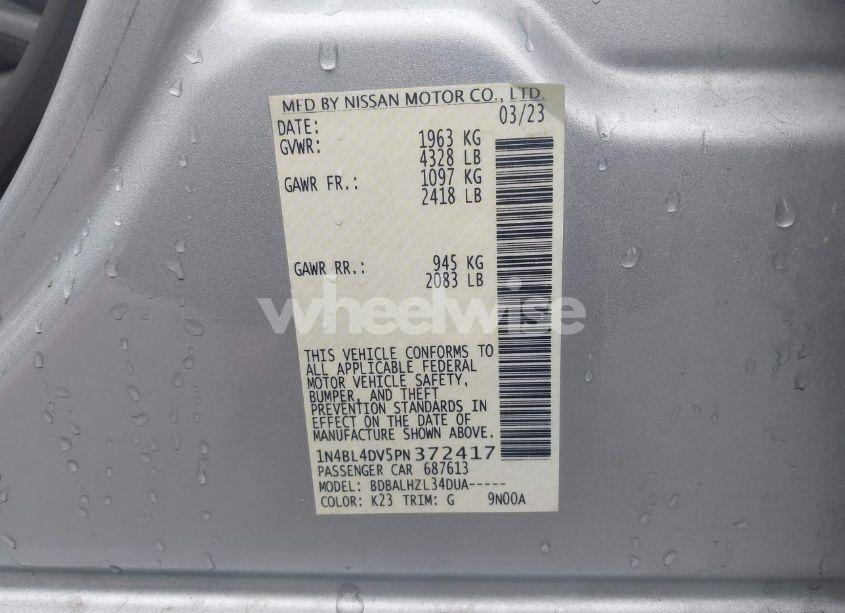 MFD BY NISSAN MOTOR CO., LTD.
DATE: 03/23
GVWR: 1963 KG
4328 LB
GAWR FR.: 1097 KG
2418 LB
GAWR RR.: 945 KG
2083 LB
wheelwise
THIS VEHICLE CONFORMS TO
ALL APPLICABLE FEDERAL
MOTOR VEHICLE SAFETY,
BUMPER, AND THEFT
PREVENTION STANDARDS IN
EFFECT ON THE DATE OF
MANUFACTURE SHOWN ABOVE.
1N4BL4DV5PN372417
PASSENGER CAR 687613
MODEL: BDBALHZL34DUA-----
COLOR: K23 TRIM: G 9N00A